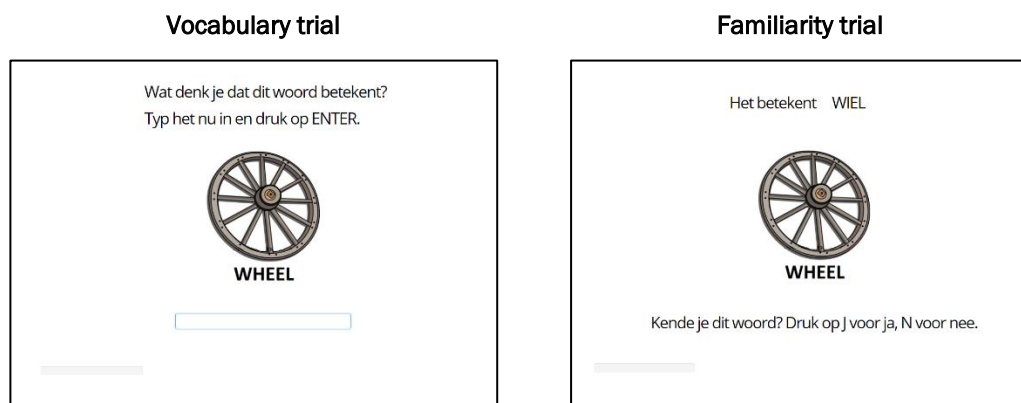 Vocabulary trial
Wat denk je dat dit woord betekent?
Typ het nu in en druk op ENTER.
WHEEL
Familiarity trial
Het betekent WIEL
WHEEL
Kende je dit woord? Druk op J voor ja, N voor nee.